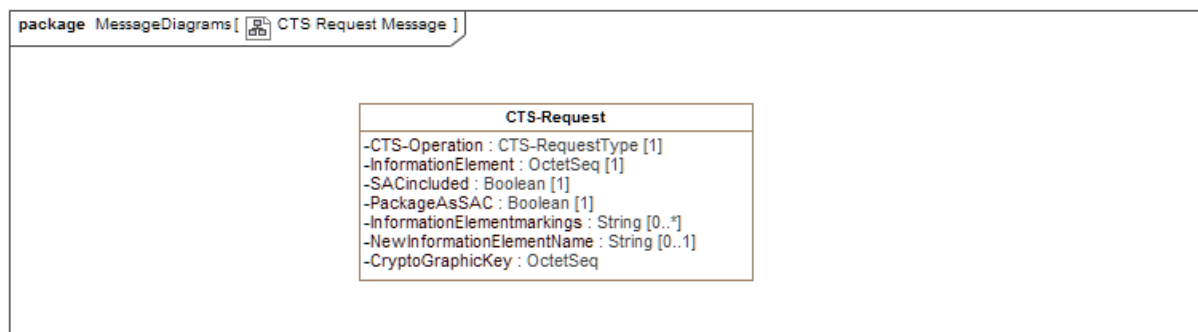 package MessageDiagrams[ CTS Request Message ]
CTS-Request
-CTS-Operation : CTS-RequestType [1]
-InformationElement : OctetSeq [1]
-SACincluded : Boolean [1]
-PackageAsSAC : Boolean [1]
-InformationElementmarkings : String [0..*]
-NewInformationElementName : String [0..1]
-CryptoGraphicKey : OctetSeq